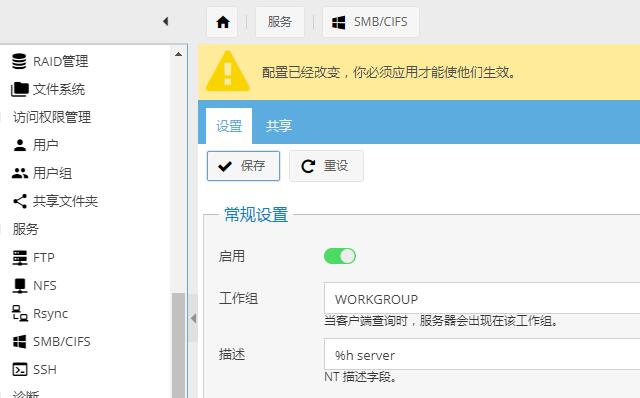 服务
SMB/CIFS
RAID管理
文件系统
访问权限管理
用户
用户组
共享文件夹
服务
FTP
NFS
Rsync
SMB/CIFS
SSH
诊断
配置已经改变，你必须应用才能使他们生效。
设置
共享
保存
重设
常规设置
启用
工作组
WORKGROUP
当客户端查询时，服务器会出现在该工作组。
描述
%h server
NT 描述字段。